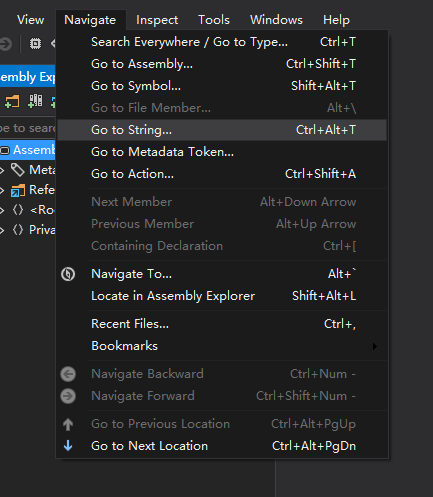 View Navigate Inspect Tools Windows Help
Search Everywhere / Go to Type... Ctrl+T
Go to Assembly... Ctrl+Shift+T
Go to Symbol... Shift+Alt+T
Go to File Member... Alt+\
Go to String... Ctrl+Alt+T
Go to Metadata Token...
Go to Action... Ctrl+Shift+A
Next Member Alt+Down Arrow
Previous Member Alt+Up Arrow
Containing Declaration Ctrl+[
Navigate To... Alt+`
Locate in Assembly Explorer Shift+Alt+L
Recent Files... Ctrl+,
Bookmarks
Navigate Backward Ctrl+Num -
Navigate Forward Ctrl+Shift+Num -
Go to Previous Location Ctrl+Alt+PgUp
Go to Next Location Ctrl+Alt+PgDn
embly Exp
pe to sear
Assemb
Meta
Refe
<Roo
Priva